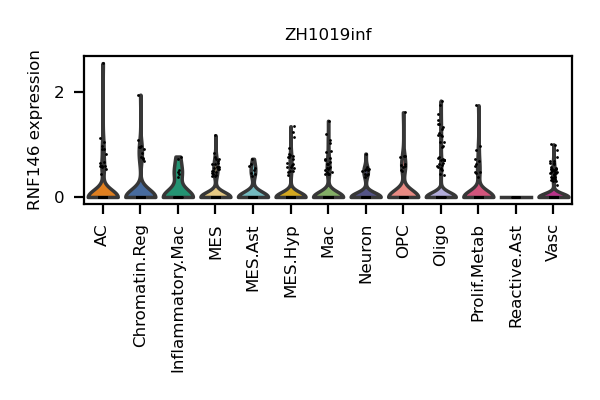 ZH1019inf
RNF146 expression
2
0
AC
Chromatin.Reg
Inflammatory.Mac
MES
MES.Ast
MES.Hyp
Mac
Neuron
OPC
Oligo
Prolif.Metab
Reactive.Ast
Vasc